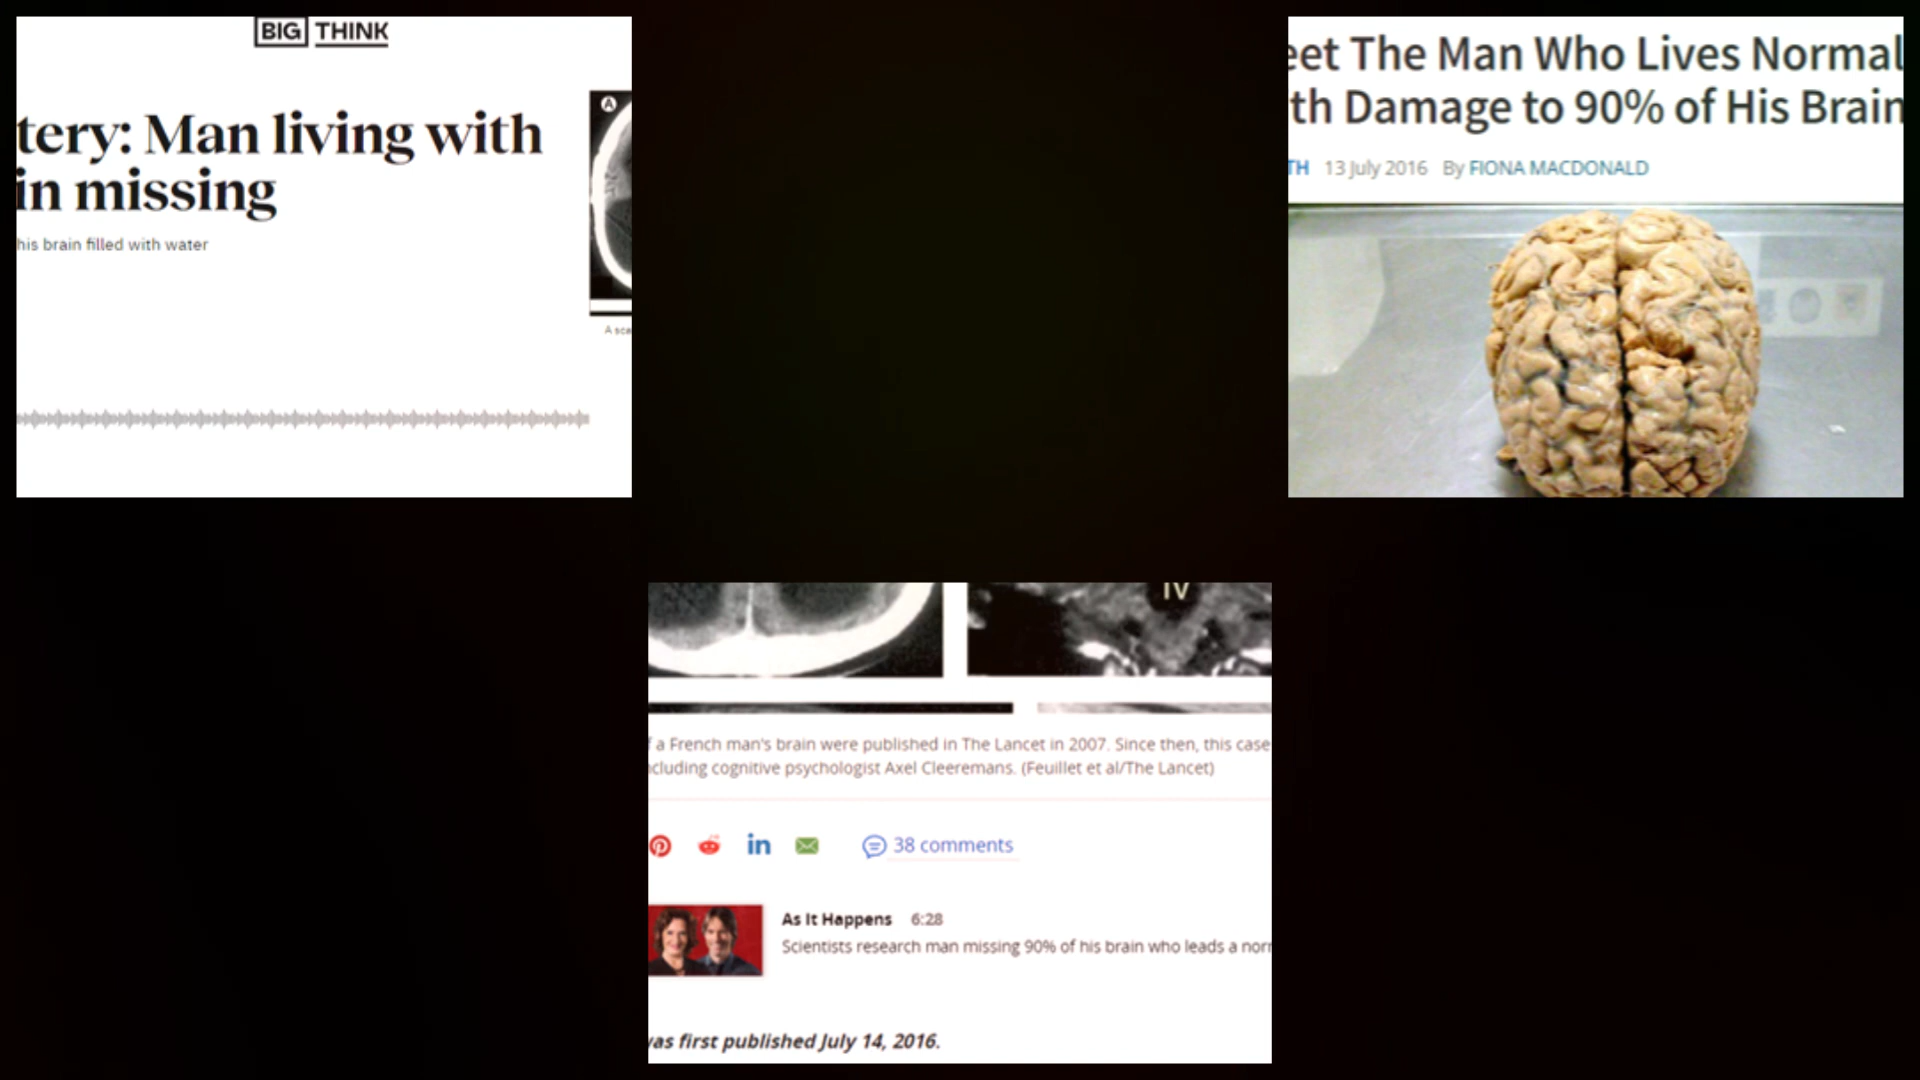 BIG THINK
tery: Man living with
in missing
his brain filled with water
A
A sca
eet The Man Who Lives Normal
th Damage to 90% of His Brain
TH 13 July 2016 By FIONA MACDONALD
IV
f a French man's brain were published in The Lancet in 2007. Since then, this case
cluding cognitive psychologist Axel Cleeremans. (Feuillet et al/The Lancet)
in 38 comments
As It Happens 6:28
Scientists research man missing 90% of his brain who leads a nor
was first published July 14, 2016.